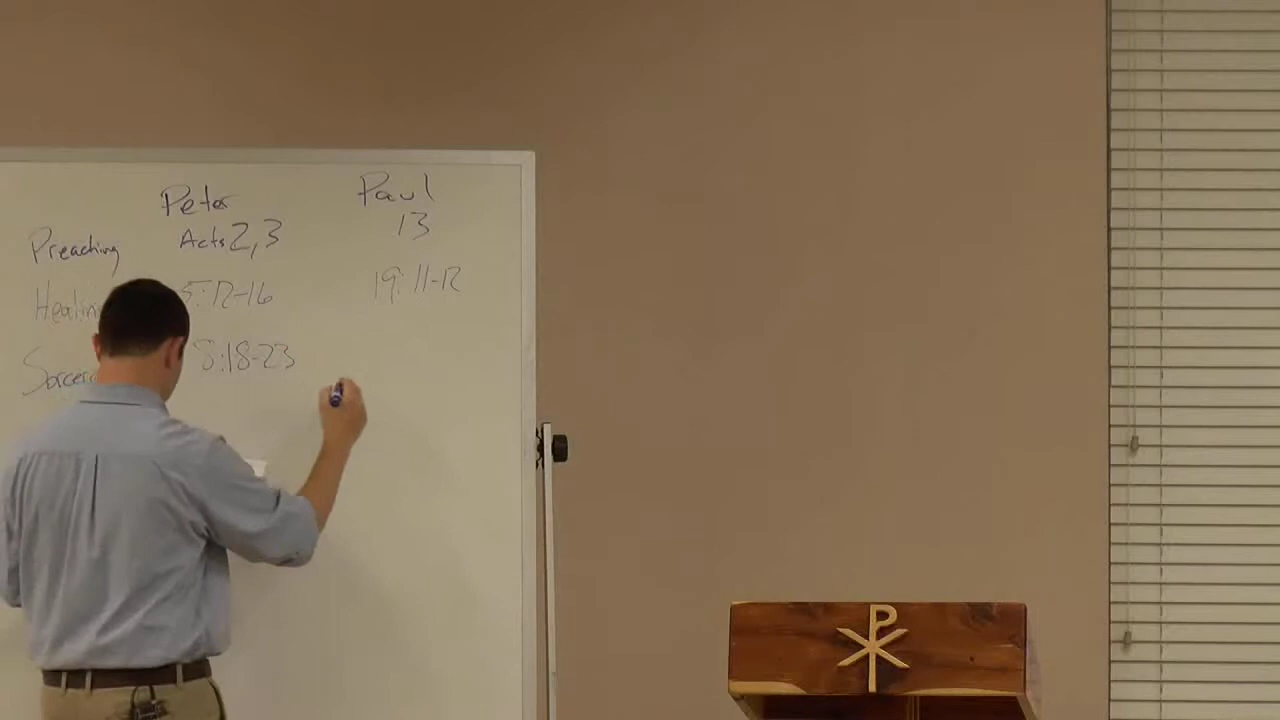 Peter Paul
Preaching Acts 2,3 13
5:12-16 19:11-12
8:18-23